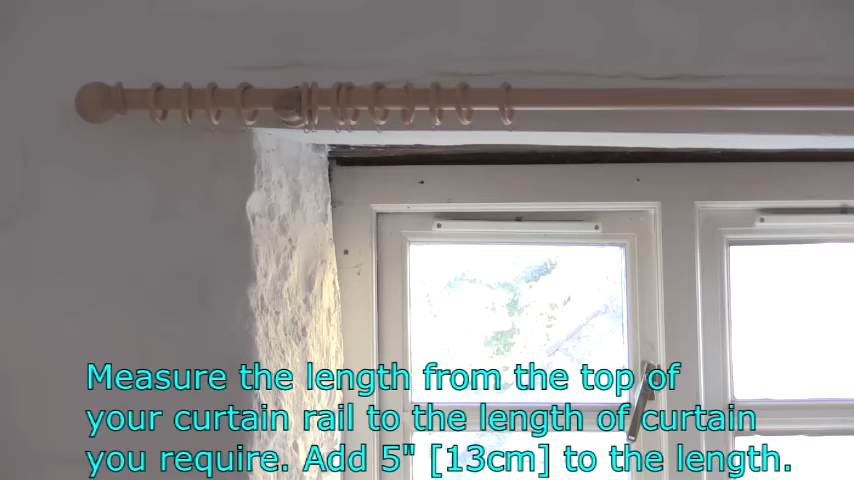 Measure the length from the top of
your curtain rail to the length of curtain
you require. Add 5" [13cm] to the length.